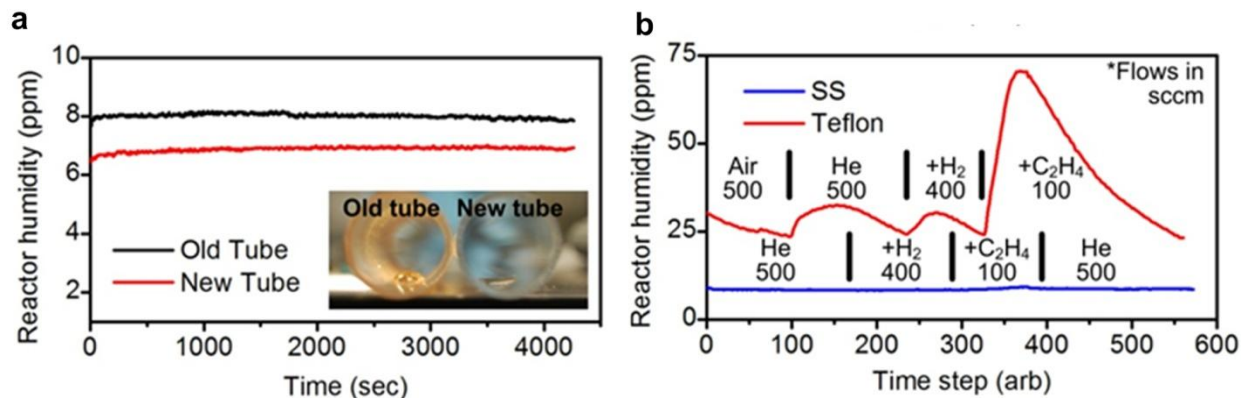 a
10
8
6
4
2
0
1000
2000
3000
4000
Reactor humidity (ppm)
Time (sec)
Old Tube
New Tube
Old tube
New tube
b
75
50
25
0
0
100
200
300
400
500
600
Reactor humidity (ppm)
Time step (arb)
SS
Teflon
*Flows in
sccm
Air
500
He
500
+H₂
400
+C₂H₄
100
He
500
+H₂
400
+C₂H₄
100
He
500